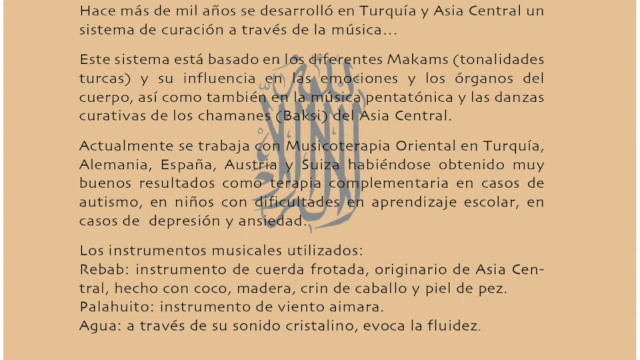 Hace más de mil años se desarrolló en Turquía y Asia Central un
sistema de curación a través de la música...
Este sistema está basado en los diferentes Makams (tonalidades
turcas) y su influencia en las emociones y los órganos del
cuerpo, así como también en la música pentatónica y las danzas
curativas de los chamanes (Baksi) del Asia Central.
Actualmente se trabaja con Musicoterapia Oriental en Turquía,
Alemania, España, Austria y Suiza habiéndose obtenido muy
buenos resultados como terapia complementaria en casos de
autismo, en niños con dificultades en aprendizaje escolar, en
casos de depresión y ansiedad.
Los instrumentos musicales utilizados:
Rebab: instrumento de cuerda frotada, originario de Asia Cen-
tral, hecho con coco, madera, crin de caballo y piel de pez.
Palahuito: instrumento de viento aimara.
Agua: a través de su sonido cristalino, evoca la fluidez.